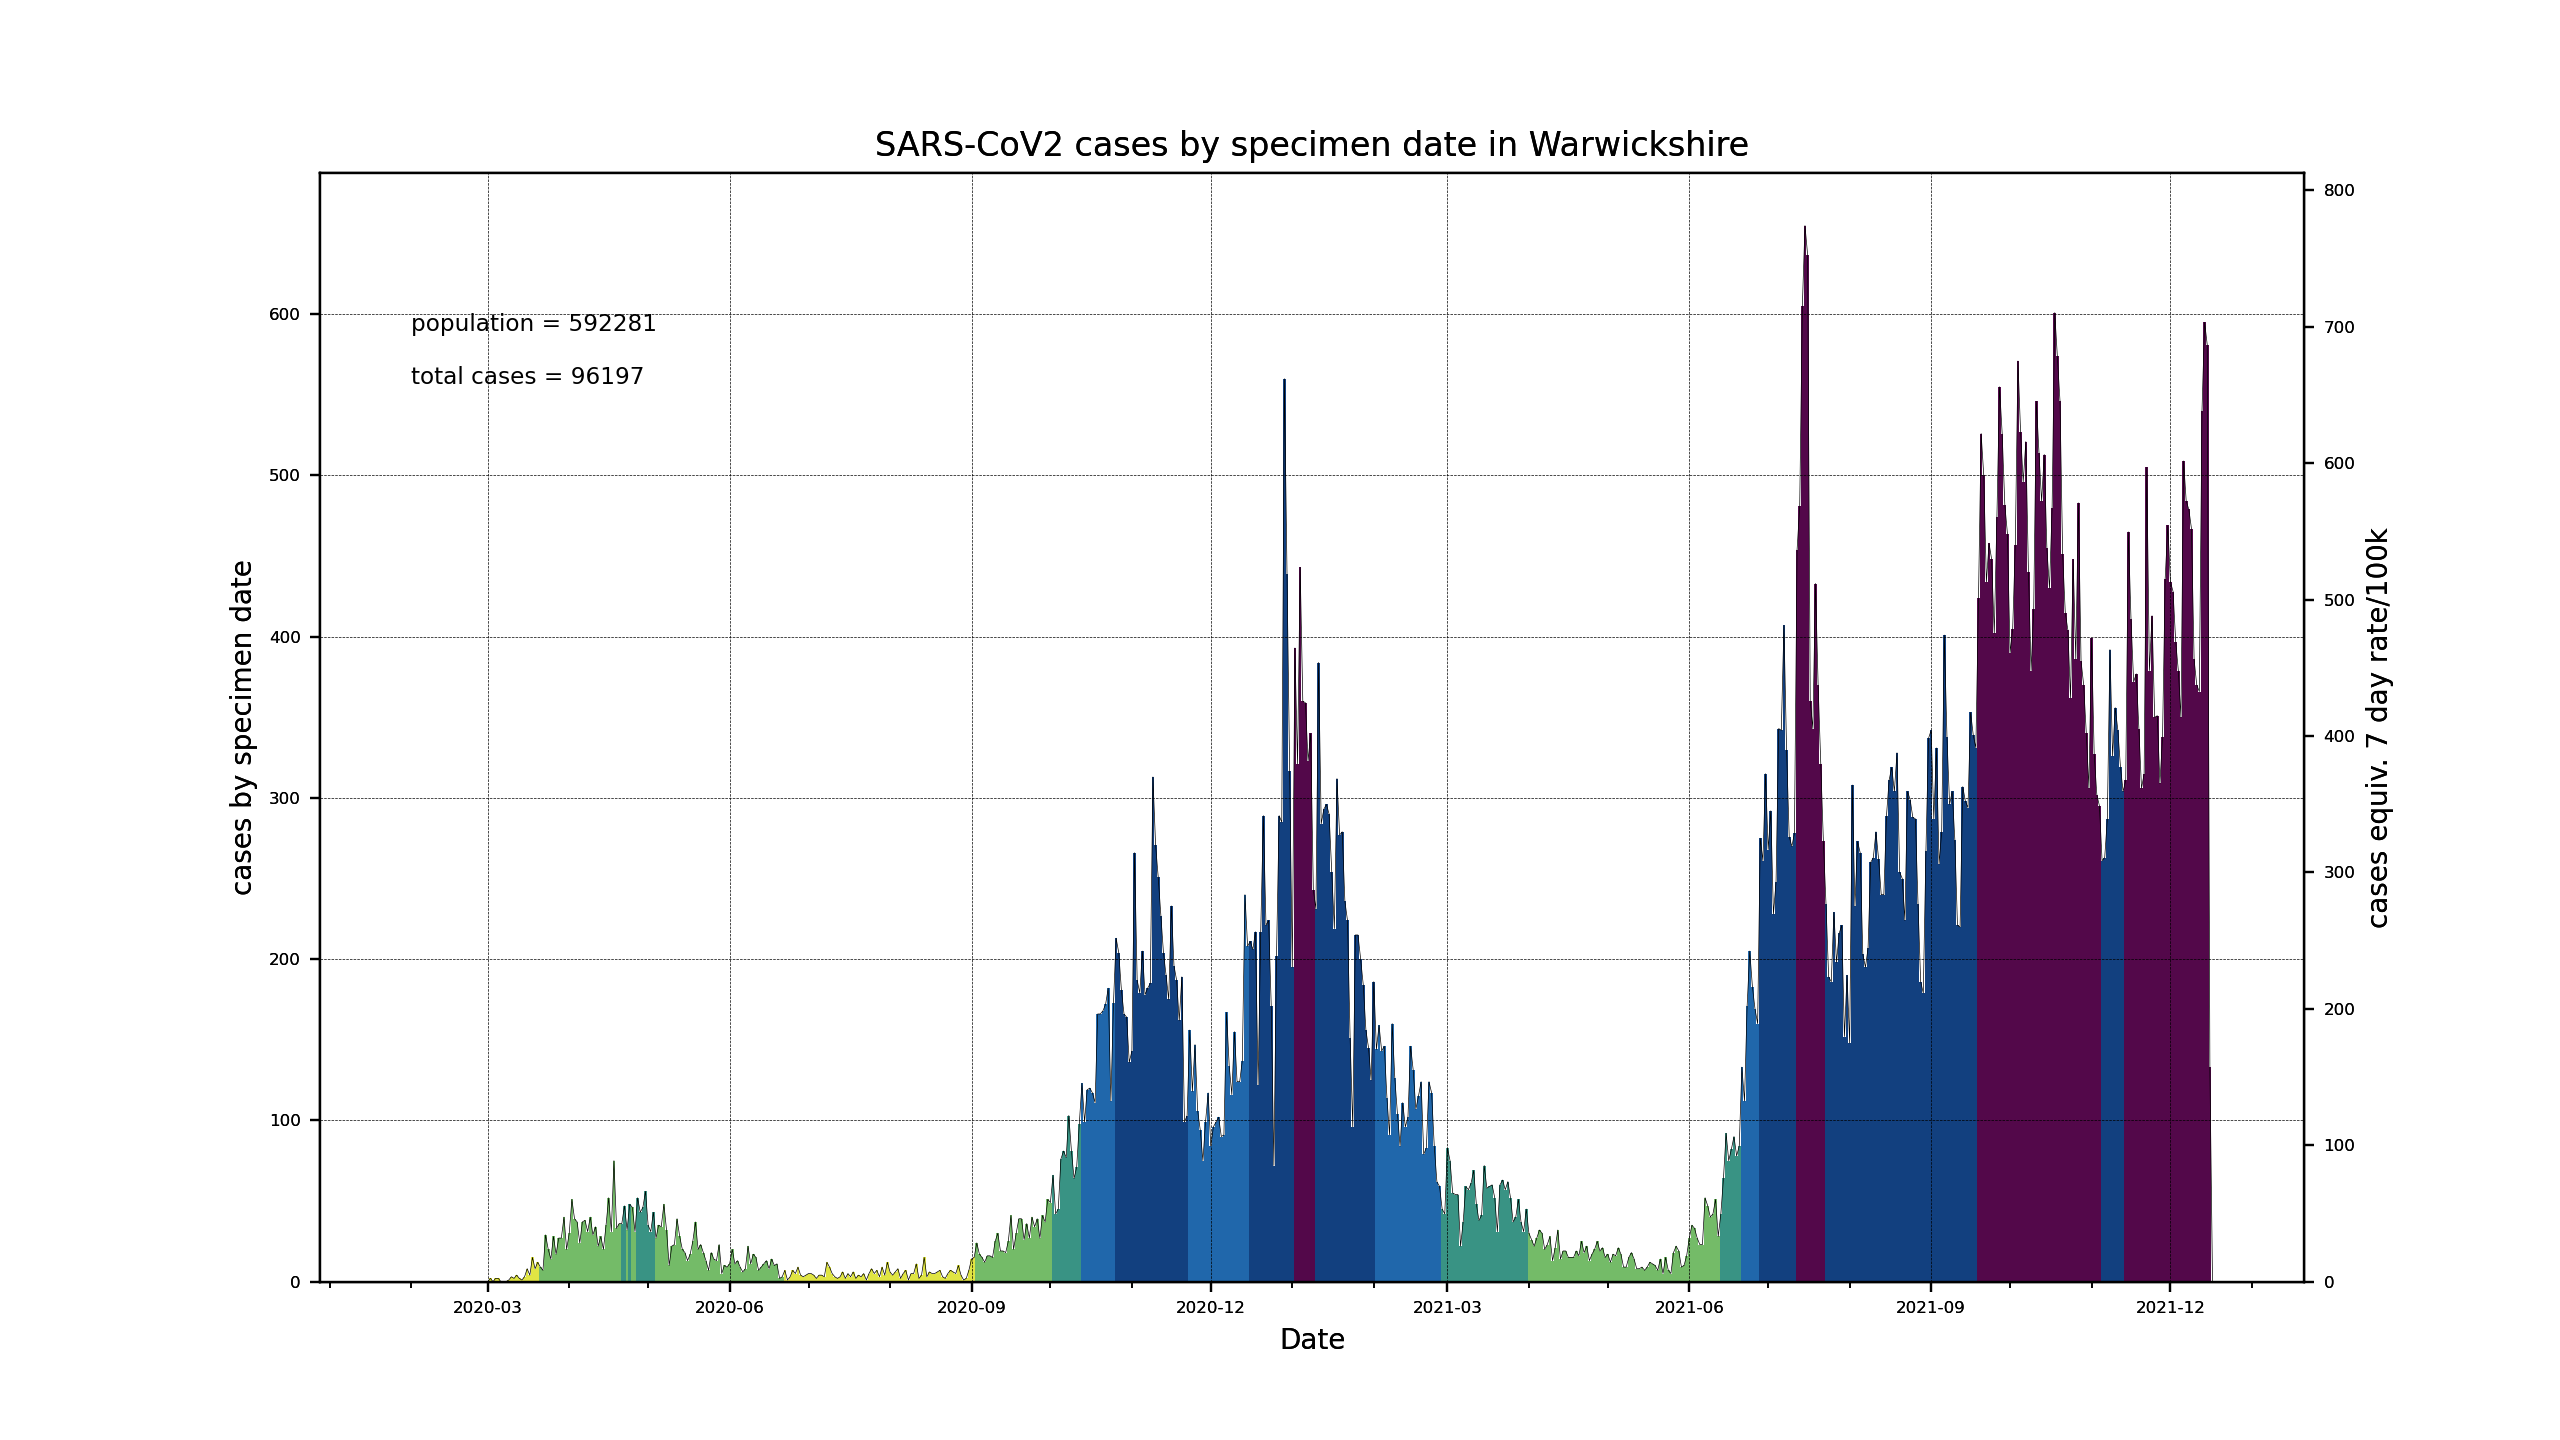 SARS-CoV2 cases by specimen date in Warwickshire
population = 592281
total cases = 96197
cases by specimen date
600
500
400
300
200
100
0
800
700
600
500
400
300
200
100
0
cases equiv. 7 day rate/100k
2020-03 2020-06 2020-09 2020-12 2021-03 2021-06 2021-09 2021-12
Date